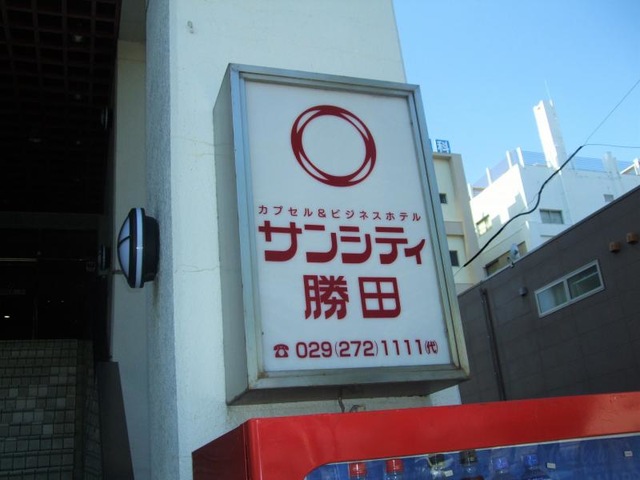 カプセル&ビジネスホテル
サンシティ
勝田
☎ 029(272)1111㈹